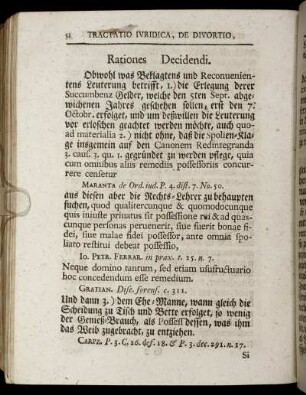 52 TRACTATIO IVRIDICA, DE DIVORTIO,
Rationes Decidendi.
Obwohl was Beklagtens und Reconuenien-
tens Leuterung betrifft, 1.) die Erlegung derer
Succumbenz Gelder, welche den 5ten Sept. abge-
wichenen Jahres geschehen sollen, erst den 7.
Octobr. erfolget, und um deßwillen die Leuterung
vor erloschen geachtet werden möchte, auch quo-
ad materialia 2.) nicht ohne, daß die Spolien-Kla-
ge insgemein auf den Canonem Redintegranda
3. caus. 3. qu. 1. gegründet zu werden pflege, quia
cum omnibus aliis remediis possessoriis concur-
rere censetur
MARANTA de Ord. iud. P. 4. dist. 7. No. 50.
aus diesen aber die Rechts-Lehrer zu behaupten
suchen, quod qualitercunque & quomodocunque
quis iniuste priuatus sit possessione rei & ad quas-
cunque personas peruenerit, siue fuerit bonae fi-
dei, siue malae fidei possessor, ante omnia spo-
liato restitui debeat possessio,
IO. PETR. FERRAR. in prax. t. 15. n. 7.
Neque domino tantum, sed etiam usufructuario
hoc concedendum esse remedium.
GRATIAN. Disc. forens. c. 311.
Und dann 3.) dem Ehe-Manne, wann gleich die
Scheidung zu Tisch und Bette erfolget, so wenig
der Genieß-Brauch, als Possess dessen, was ihm
das Weib zugebracht, zu entziehen.
CARPZ. P. 3. C. 26. def. 18. & P. 3. dec. 291. n. 17.
Si